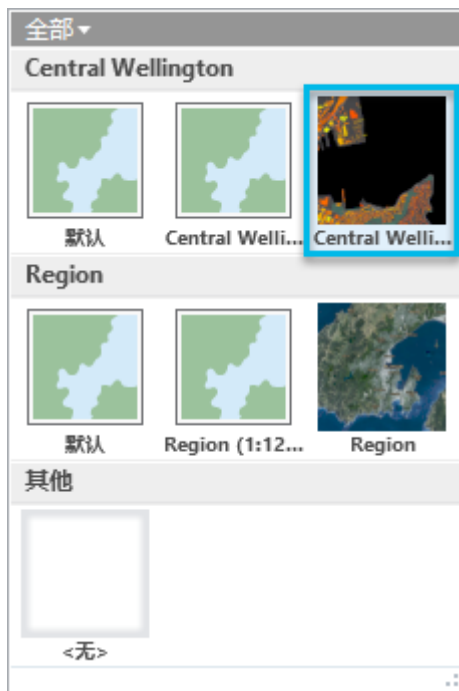 全部
Central Wellington
默认 Central Welli... Central Welli...
Region
默认 Region (1:12... Region
其他
<无>